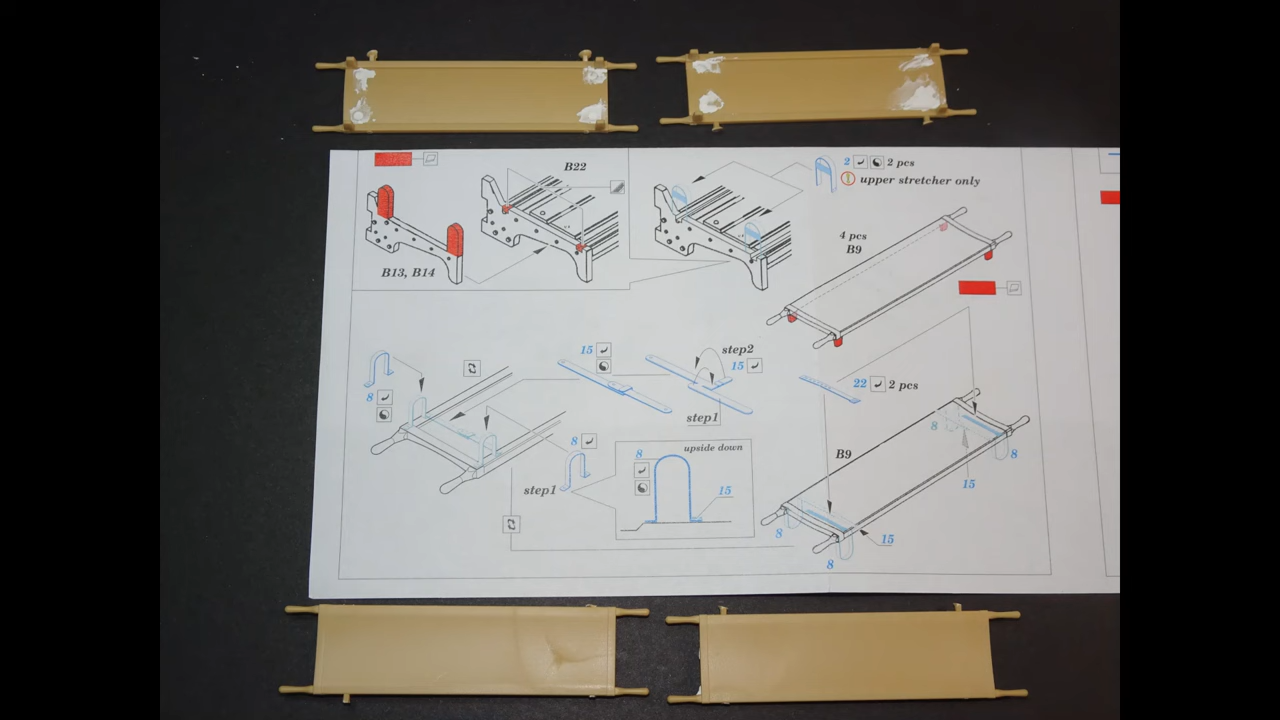 B22
2 2 pcs
upper stretcher only
B13, B14
4 pcs
B9
15
step2
15
8
22 2 pcs
step1
8
upside down
8
B9
8
8
step1
15
15
8
15
8